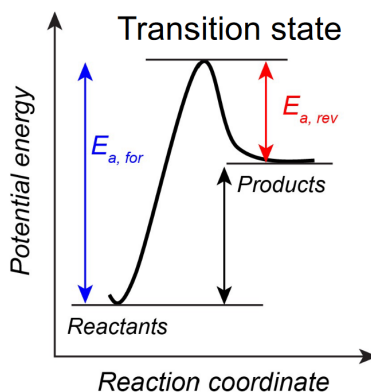 Transition state
Potential energy
E a, for
E a, rev
Products
Reactants
Reaction coordinate